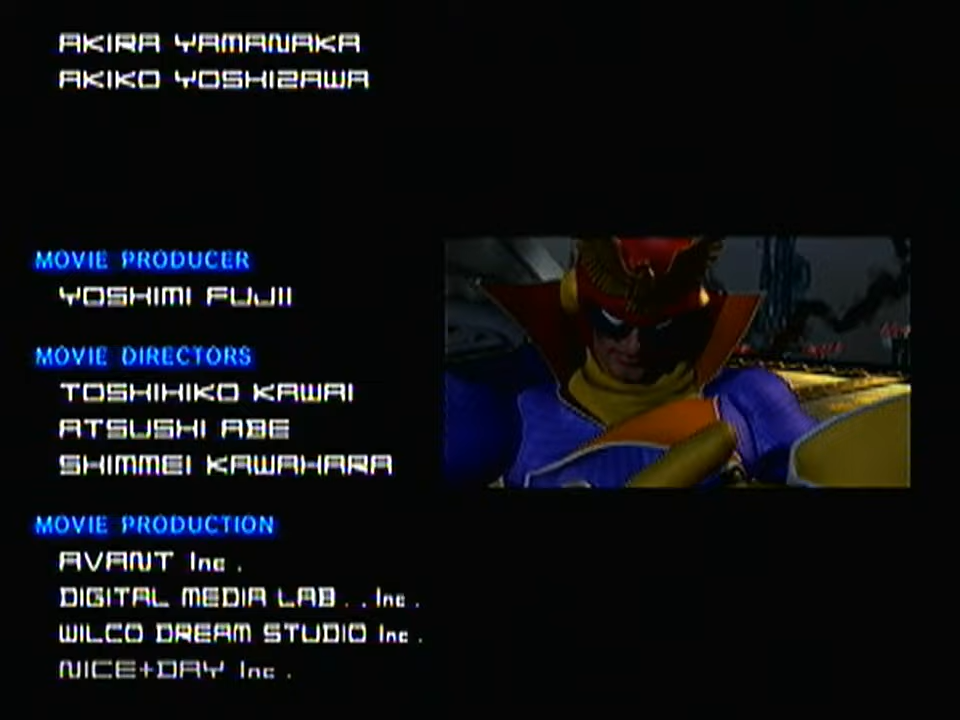 AKIRA YAMANAKA
AKIKO YOSHIZAWA
MOVIE PRODUCER
YOSHIMI FUJII
MOVIE DIRECTORS
TOSHIHIKO KAWAI
ATSUSHI ABE
SHIMMEI KAWAHARA
MOVIE PRODUCTION
AVANT Inc.
DIGITAL MEDIA LAB., Inc.
WILCO DREAM STUDIO Inc.
NICE+DAY Inc.